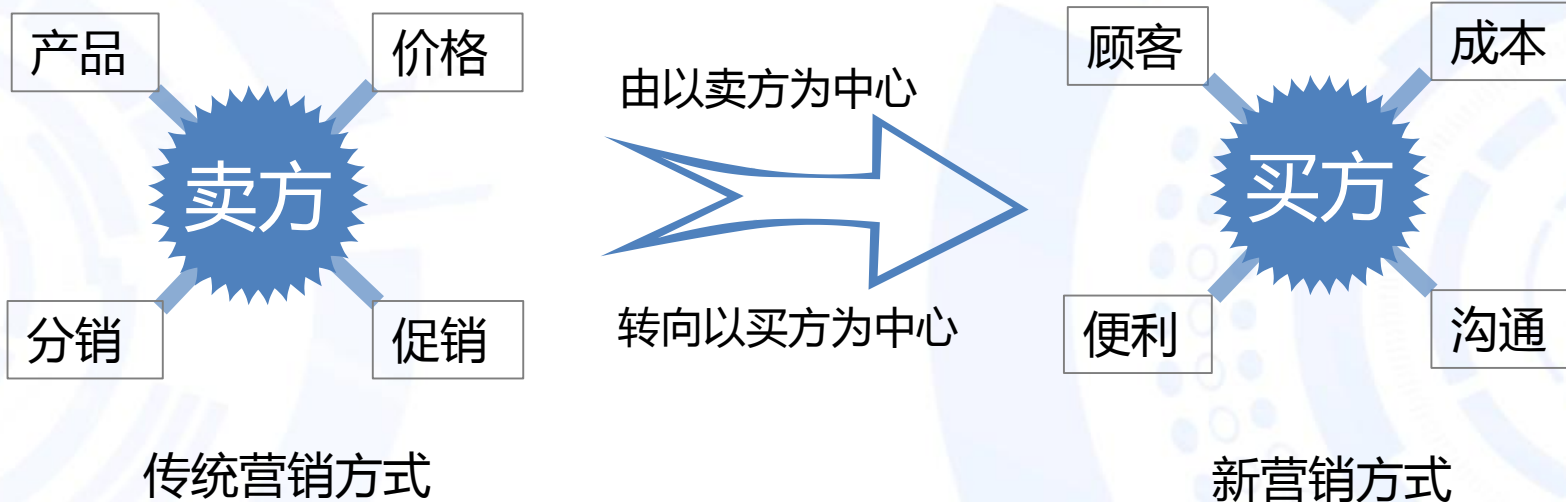 产品
价格
卖方
分销
促销
传统营销方式
由以卖方为中心
转向以买方为中心
顾客
成本
买方
便利
沟通
新营销方式